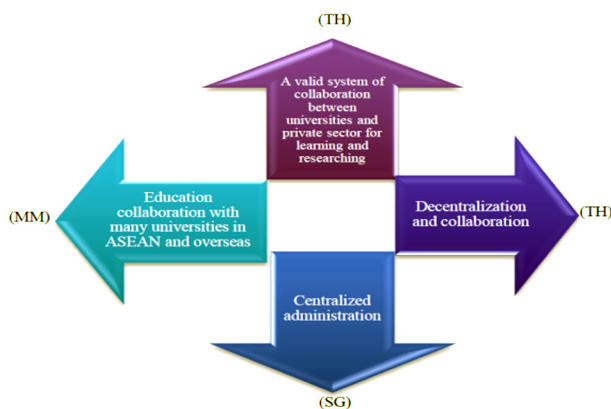 (TH)
A valid system of
collaboration
between
universities and
private sector for
learning and
researching
(MM)
Education
collaboration with
many universities in
ASEAN and overseas
Decentralization
and collaboration
(TH)
Centralized
administration
(SG)